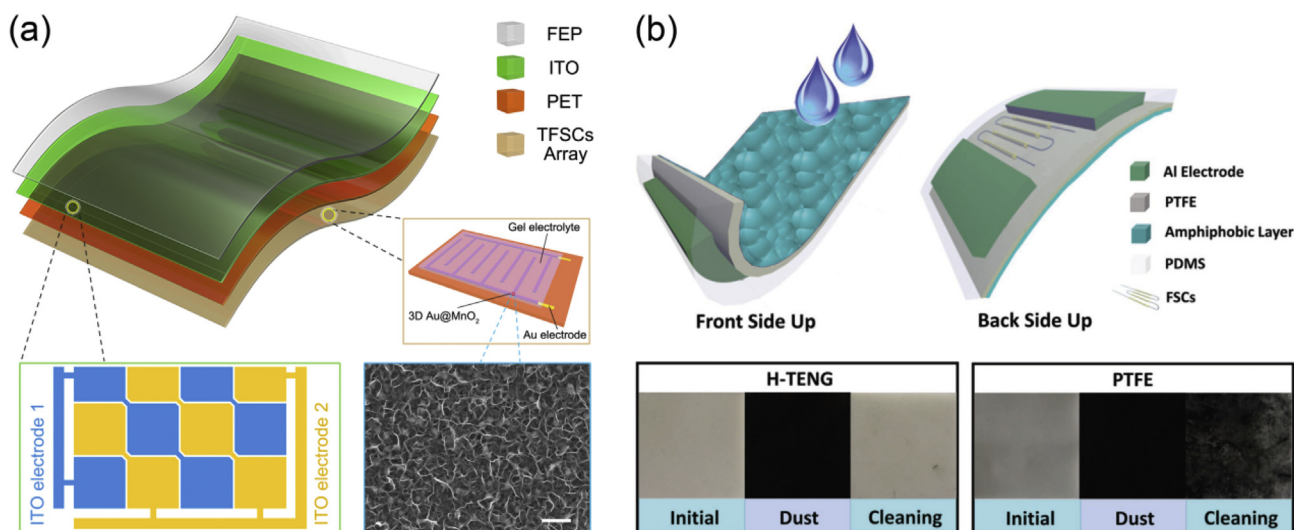 (a)
FEP
ITO
PET
TFSCs
Array
Gel electrolyte
3D Au@MnO₂
Au electrode
ITO electrode 1
ITO electrode 2
(b)
Front Side Up
Back Side Up
Al Electrode
PTFE
Amphiphobic Layer
PDMS
FSCs
H-TENG
Initial
Dust
Cleaning
PTFE
Initial
Dust
Cleaning